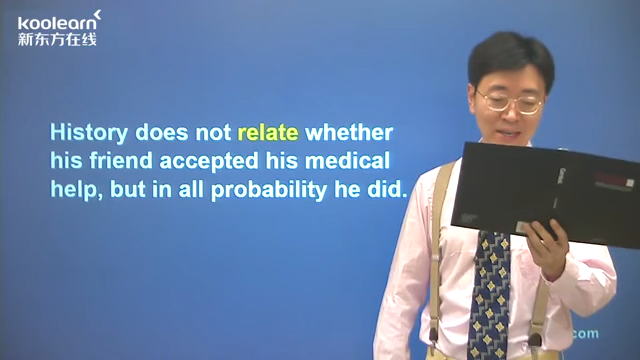 koolearn
新东方在线
History does not relate whether
his friend accepted his medical
help, but in all probability he did.
.com